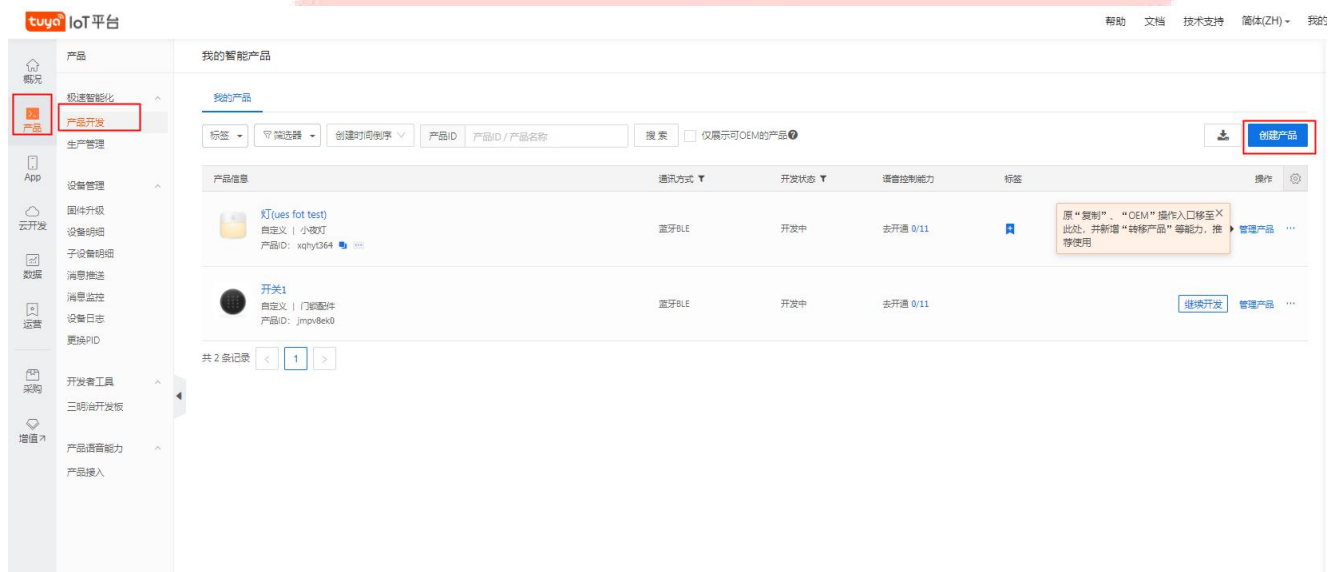 tuya IoT平台
帮助 文档 技术支持 简体(ZH) 我的
概况
产品
App
云开发
数据
运营
采购
增值
产品
极速智能化
产品开发
生产管理
设备管理
固件升级
设备明细
子设备明细
消息推送
消息监控
设备日志
更换PID
开发者工具
三明治开发板
产品语音能力
产品接入
我的智能产品
我的产品
标签 筛选器 创建时间倒序 产品ID 产品ID / 产品名称 搜索 仅展示可OEM的产品 创建产品
产品信息 通讯方式 开发状态 语音控制能力 标签 操作
灯(ues fot test)
自定义 | 小夜灯
产品ID: xqhyt364
蓝牙BLE 开发中 去开通 0/11
原“复制”、“OEM”操作入口移至
此处，并新增“转移产品”等能力，推
荐使用
管理产品 ···
开关1
自定义 | 门锁配件
产品ID: jmpv8ek0
蓝牙BLE 开发中 去开通 0/11 继续开发 管理产品 ···
共 2 条记录 < 1 >